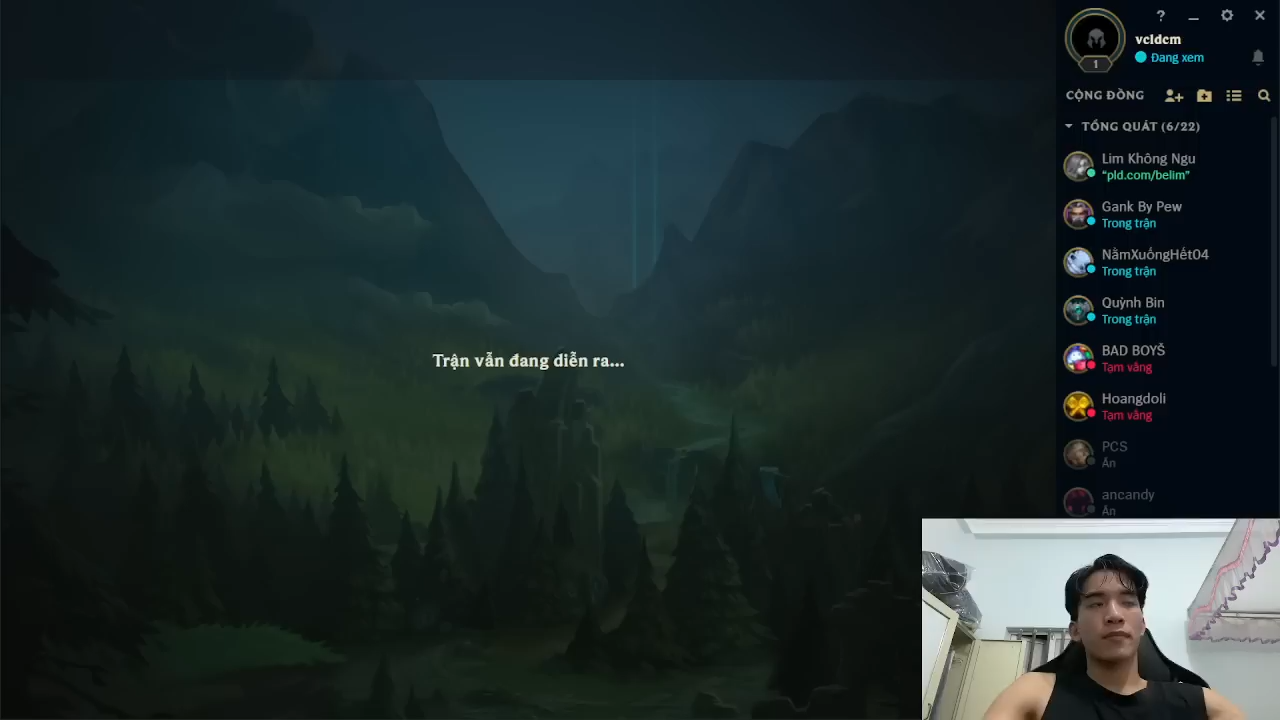 ?
vcldcm
1
Đang xem
CỘNG ĐỒNG
TỔNG QUÁT (6/22)
Lim Không Ngu
"pld.com/belim"
Gank By Pew
Trong trận
NằmXuốngHết04
Trong trận
Trận vẫn đang diễn ra...
Quỳnh Bin
Trong trận
BAD BOYŠ
Tạm vắng
Hoangdoli
Tạm vắng
PCS
Ẩn
ancandy
Ẩn